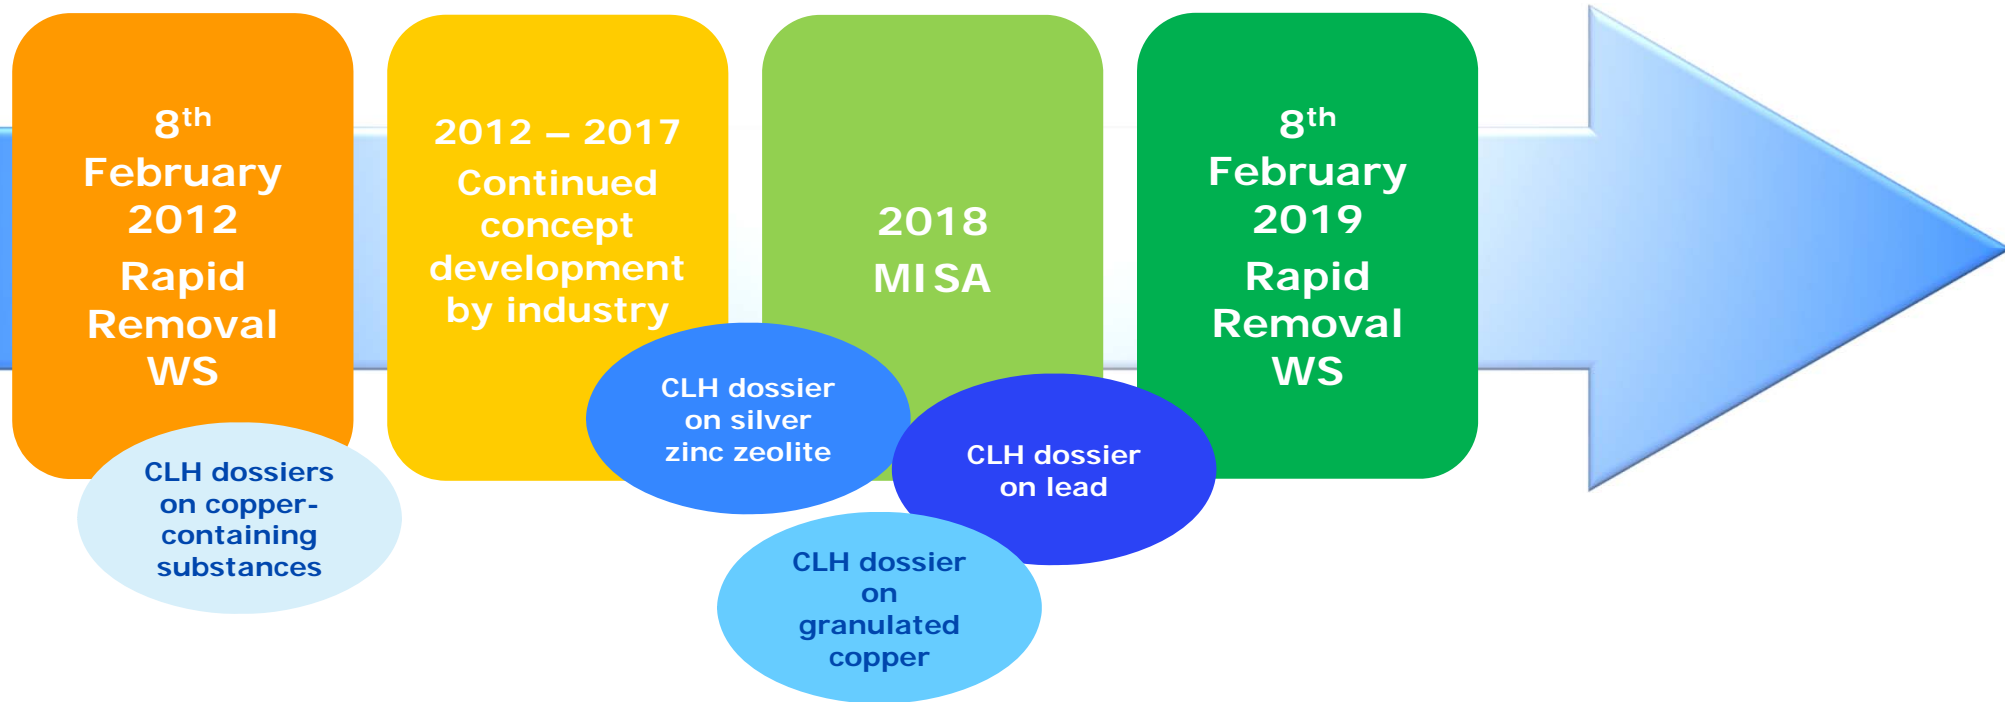 8th
February
2012
Rapid
Removal
WS
CLH dossiers
on copper-
containing
substances
2012 – 2017
Continued
concept
development
by industry
CLH dossier
on silver
zinc zeolite
2018
MISA
CLH dossier
on
granulated
copper
CLH dossier
on lead
8th
February
2019
Rapid
Removal
WS